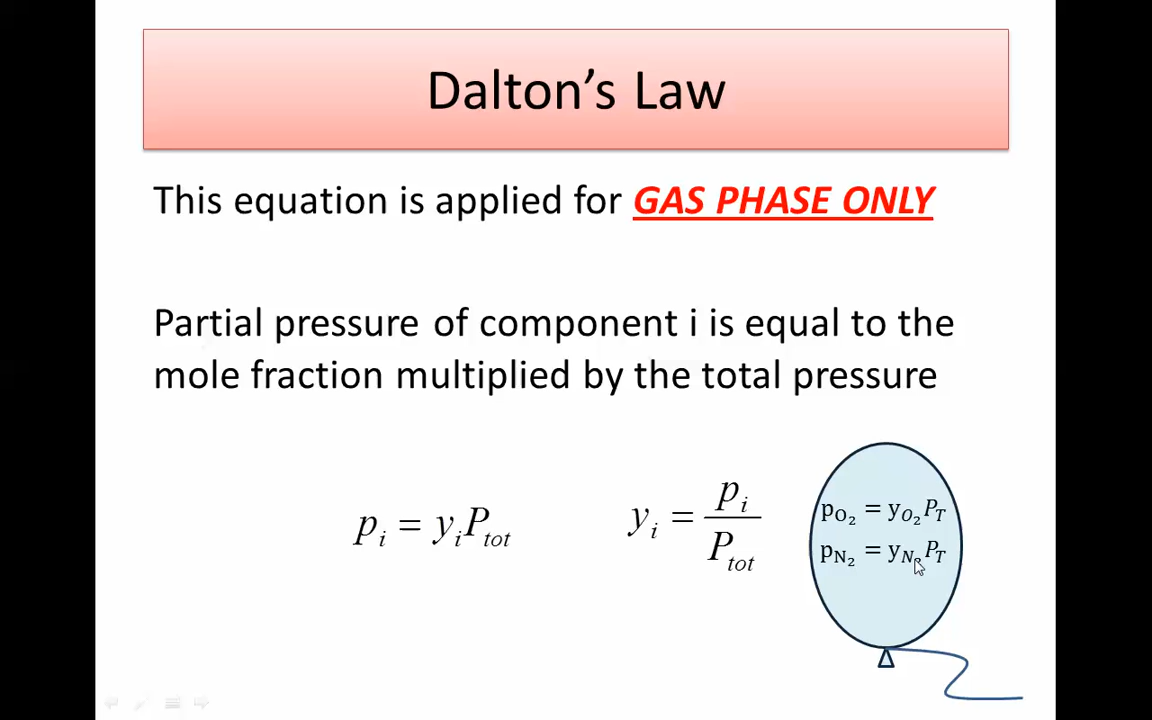 Dalton's Law
This equation is applied for GAS PHASE ONLY
Partial pressure of component i is equal to the
mole fraction multiplied by the total pressure
p_i = y_i P_tot
y_i = p_i / P_tot
p_O₂ = y_O₂ P_T
p_N₂ = y_N₂ P_T